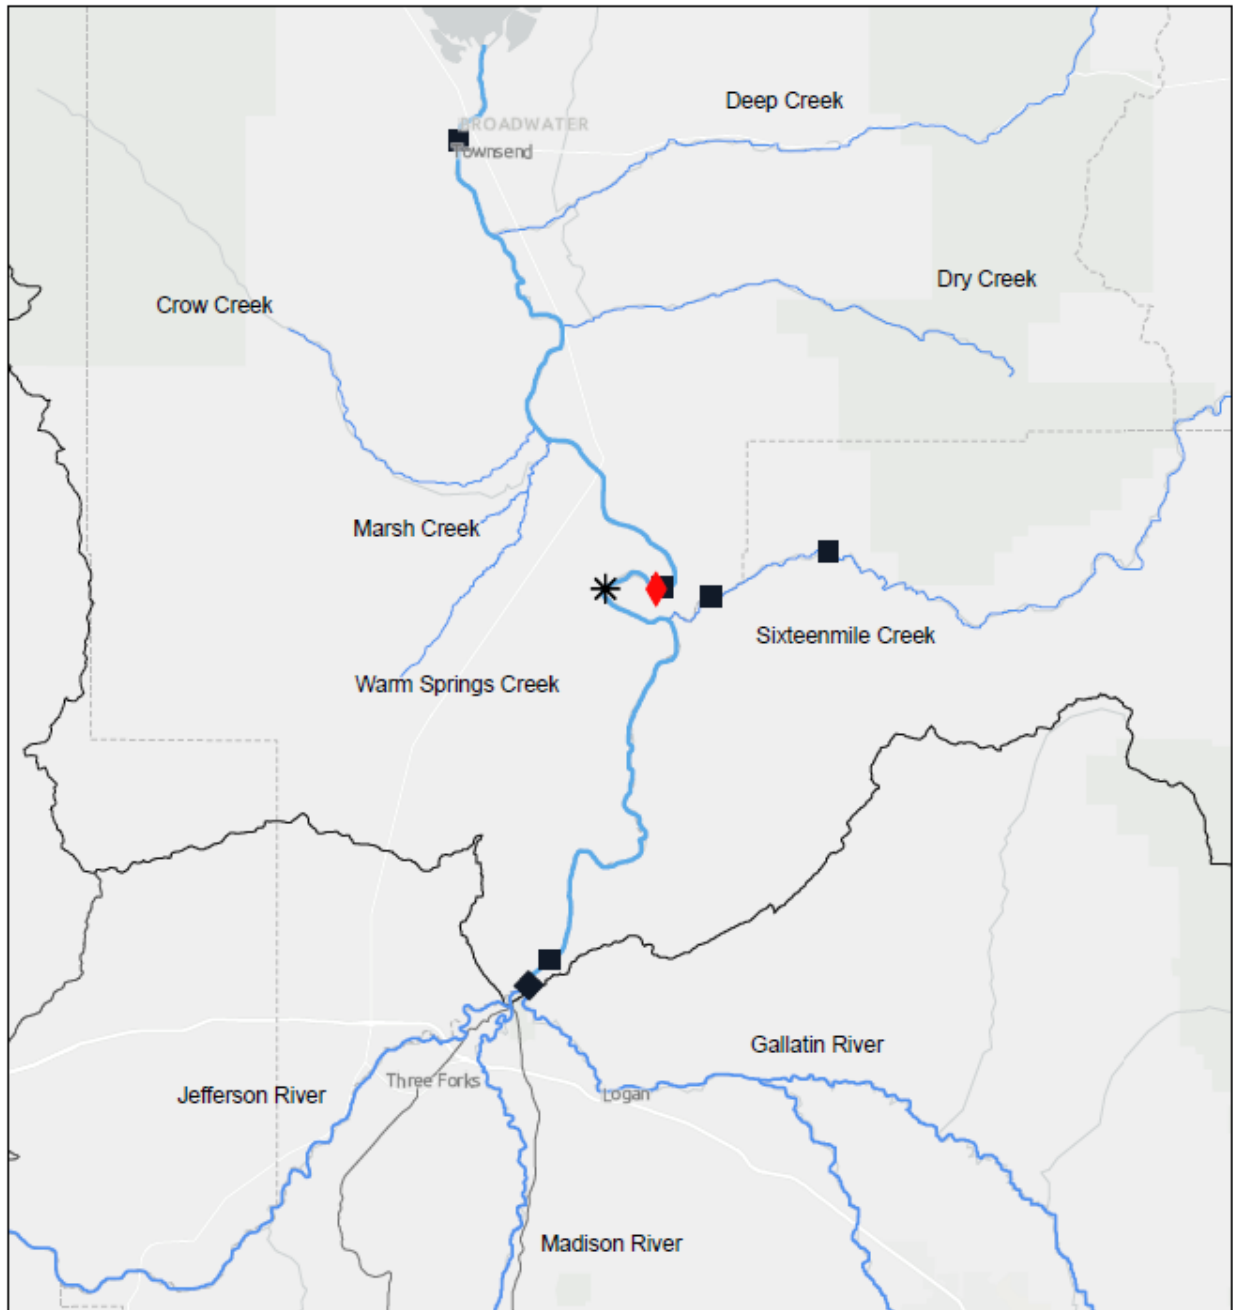 Deep Creek
BROADWATER
Townsend
Dry Creek
Crow Creek
Marsh Creek
Sixteenmile Creek
Warm Springs Creek
Gallatin River
Three Forks
Jefferson River
Logan
Madison River